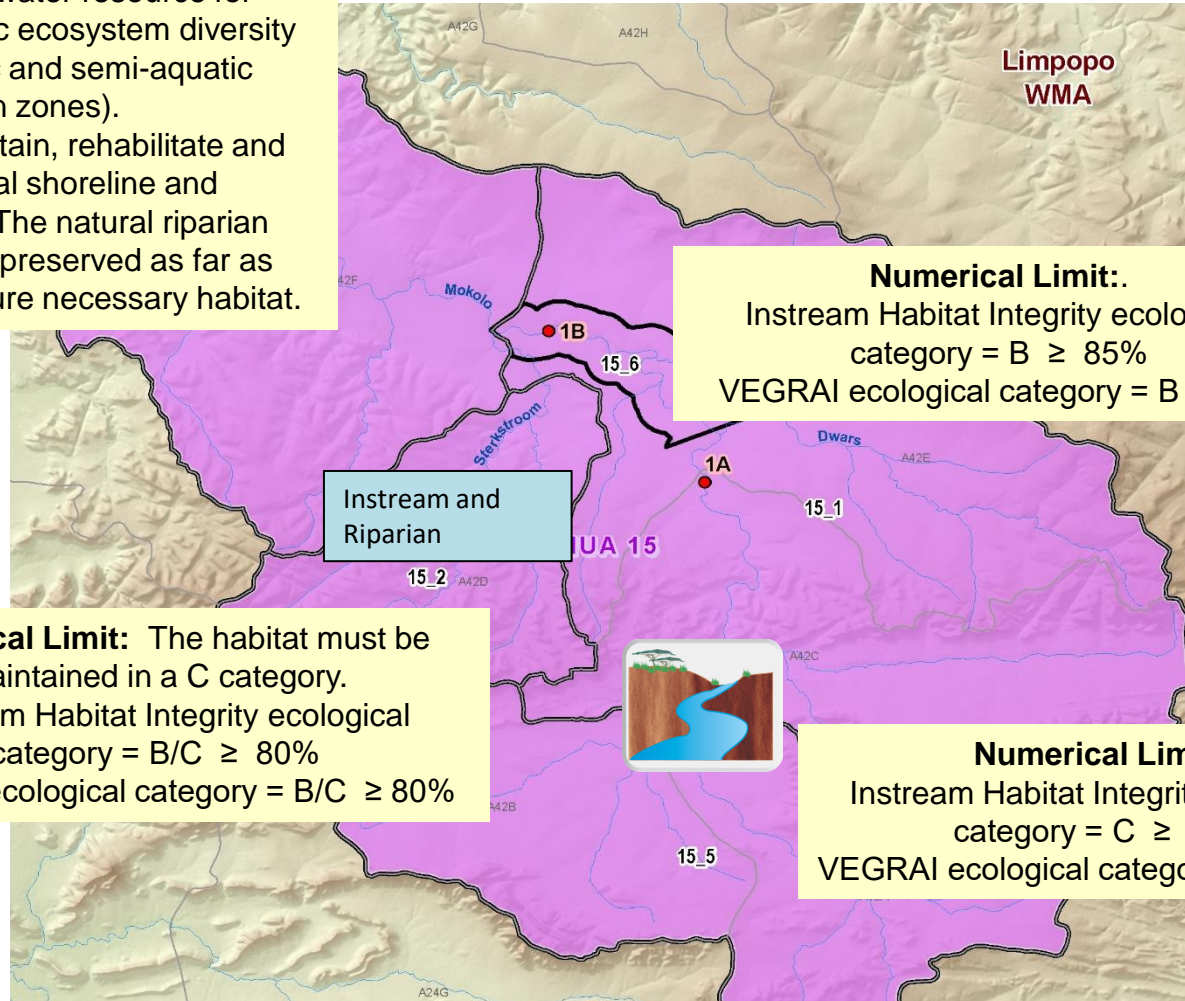 water resource for
ecosystem diversity
and semi-aquatic
zones).
tain, rehabilitate and
al shoreline and
The natural riparian
preserved as far as
ure necessary habitat.
A42G
A42H
Limpopo
WMA
42F
Mokolo
1B
15_6
Numerical Limit:.
Instream Habitat Integrity ecolo
category = B ≥ 85%
VEGRAI ecological category = B
Sterkstroom
Dwars
A42E
1A
15_1
Instream and
Riparian
IUA 15
15_2
A42D
cal Limit: The habitat must be
aintained in a C category.
m Habitat Integrity ecological
category = B/C ≥ 80%
ecological category = B/C ≥ 80%
A42C
A42B
15_5
Numerical Lim
Instream Habitat Integrit
category = C ≥
VEGRAI ecological catego
A24G